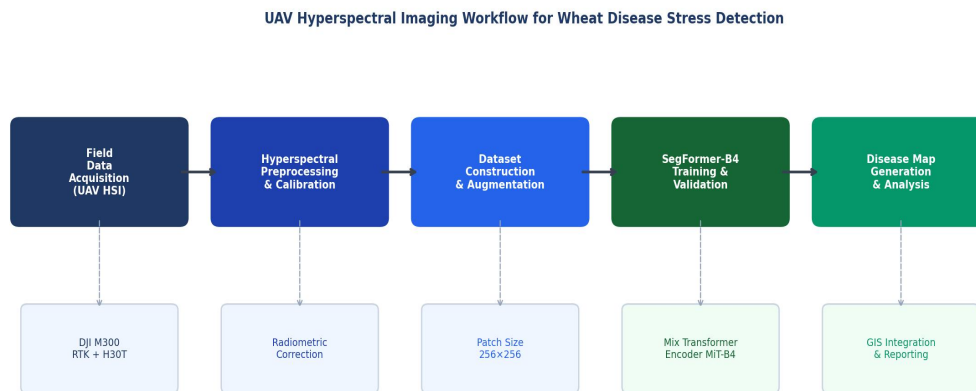 UAV Hyperspectral Imaging Workflow for Wheat Disease Stress Detection
Field
Data
Acquisition
(UAV HSI)
Hyperspectral
Preprocessing
& Calibration
Dataset
Construction
& Augmentation
SegFormer-B4
Training &
Validation
Disease Map
Generation
& Analysis
DJI M300
RTK + H30T
Radiometric
Correction
Patch Size
256×256
Mix Transformer
Encoder MiT-B4
GIS Integration
& Reporting